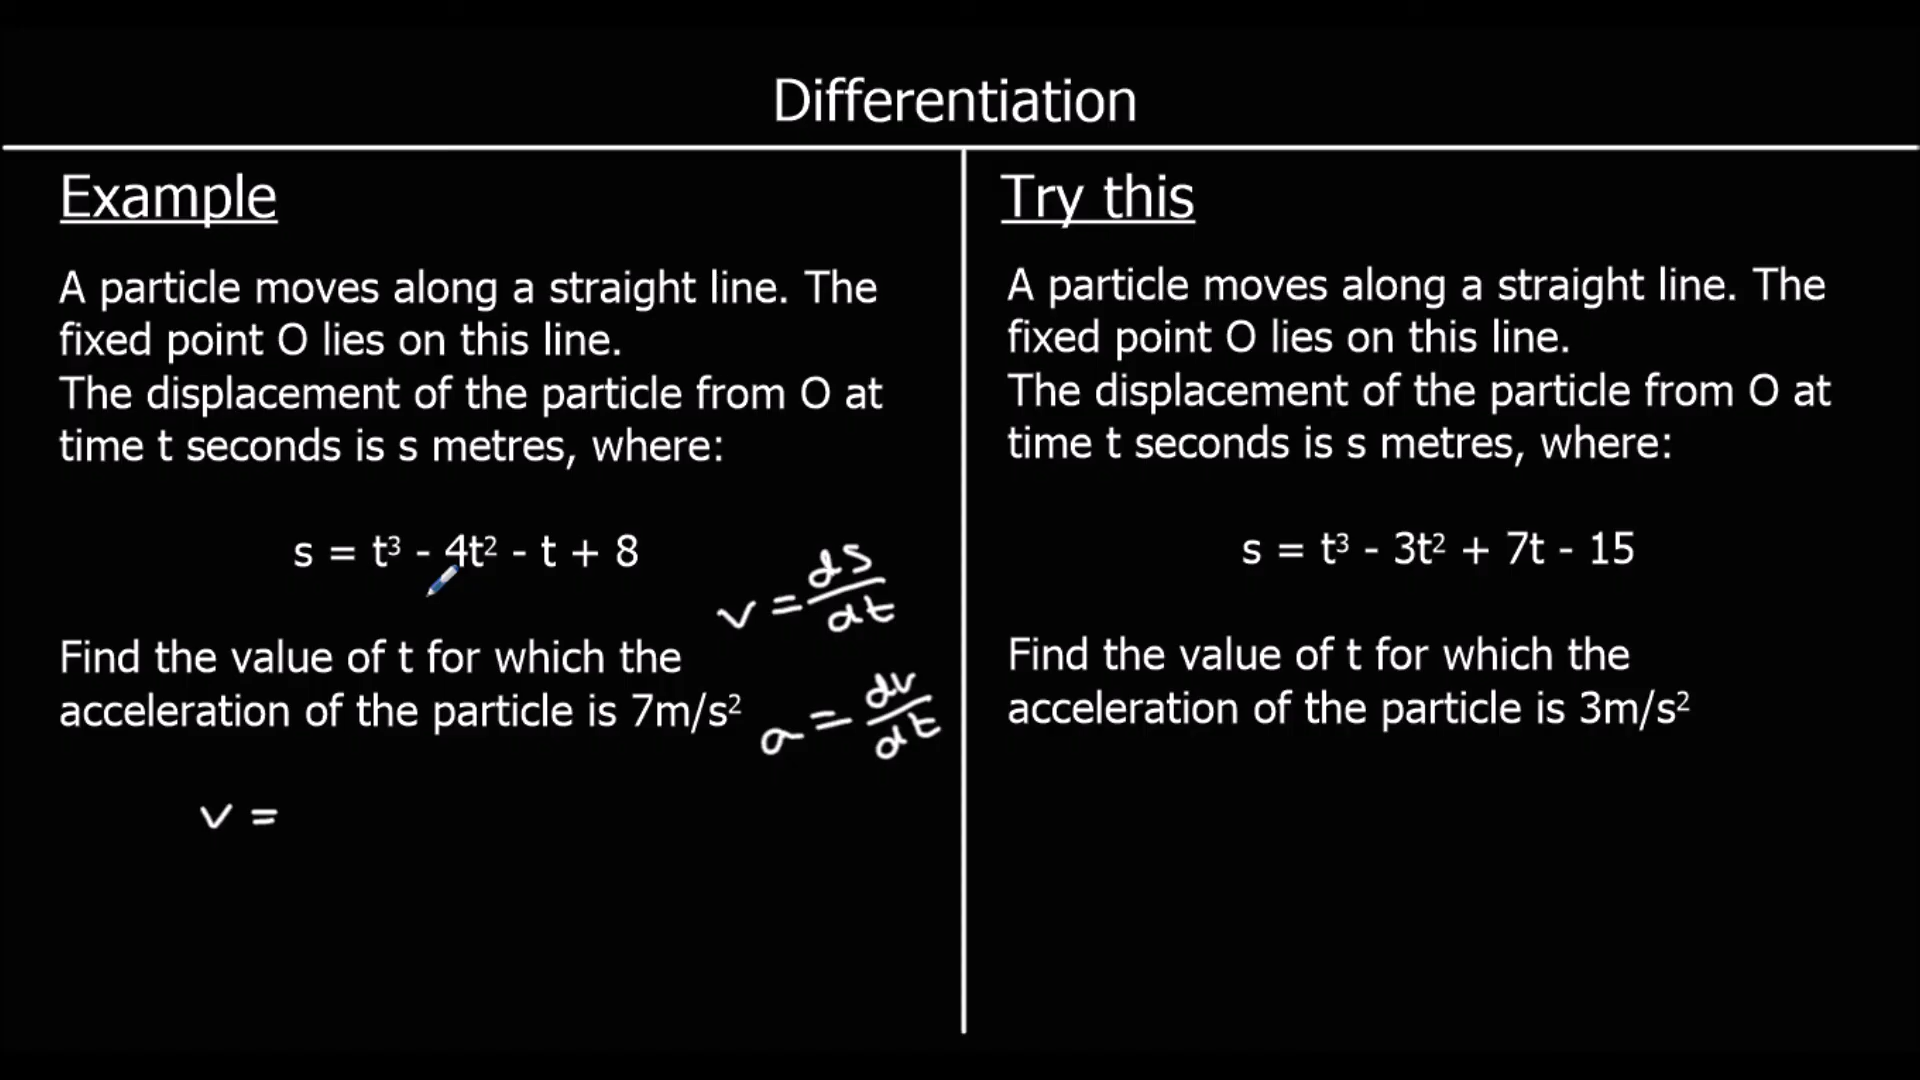 Differentiation
Example
A particle moves along a straight line. The
fixed point O lies on this line.
The displacement of the particle from O at
time t seconds is s metres, where:
s = t³ - 4t² - t + 8
v = ds/dt
Find the value of t for which the
acceleration of the particle is 7m/s²
a = dv/dt
v =
Try this
A particle moves along a straight line. The
fixed point O lies on this line.
The displacement of the particle from O at
time t seconds is s metres, where:
s = t³ - 3t² + 7t - 15
Find the value of t for which the
acceleration of the particle is 3m/s²